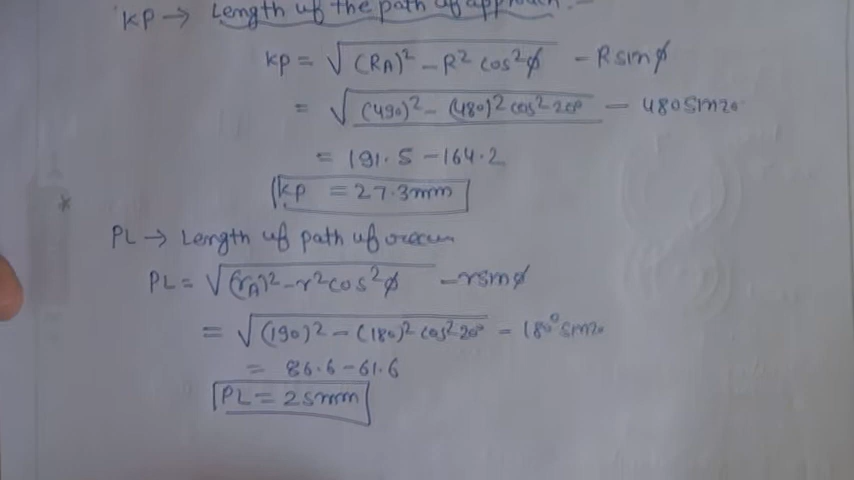 KP → Length of the path of approach :-
KP = √(RA)² – R² cos²ϕ – R sinϕ
= √(490)² – (480)² cos² 20° – 480 sin20
= 191.5 – 164.2
KP = 27.3mm
*
PL → Length of path of recess
PL = √(rA)² – r² cos²ϕ – r sinϕ
= √(190)² – (180)² cos² 20° – 180° sin20
= 86.6 – 61.6
PL = 25mm